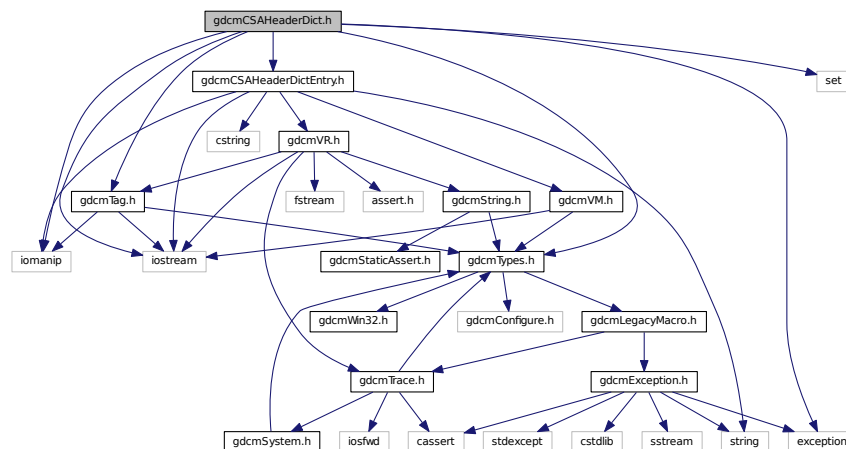 gdcmCSAHeaderDict.h
gdcmCSAHeaderDictEntry.h
set
cstring
gdcmVR.h
gdcmTag.h
fstream
assert.h
gdcmString.h
gdcmVM.h
iomanip
iostream
gdcmStaticAssert.h
gdcmTypes.h
gdcmWin32.h
gdcmConfigure.h
gdcmLegacyMacro.h
gdcmTrace.h
gdcmException.h
gdcmSystem.h
iosfwd
cassert
stdexcept
cstdlib
sstream
string
exception